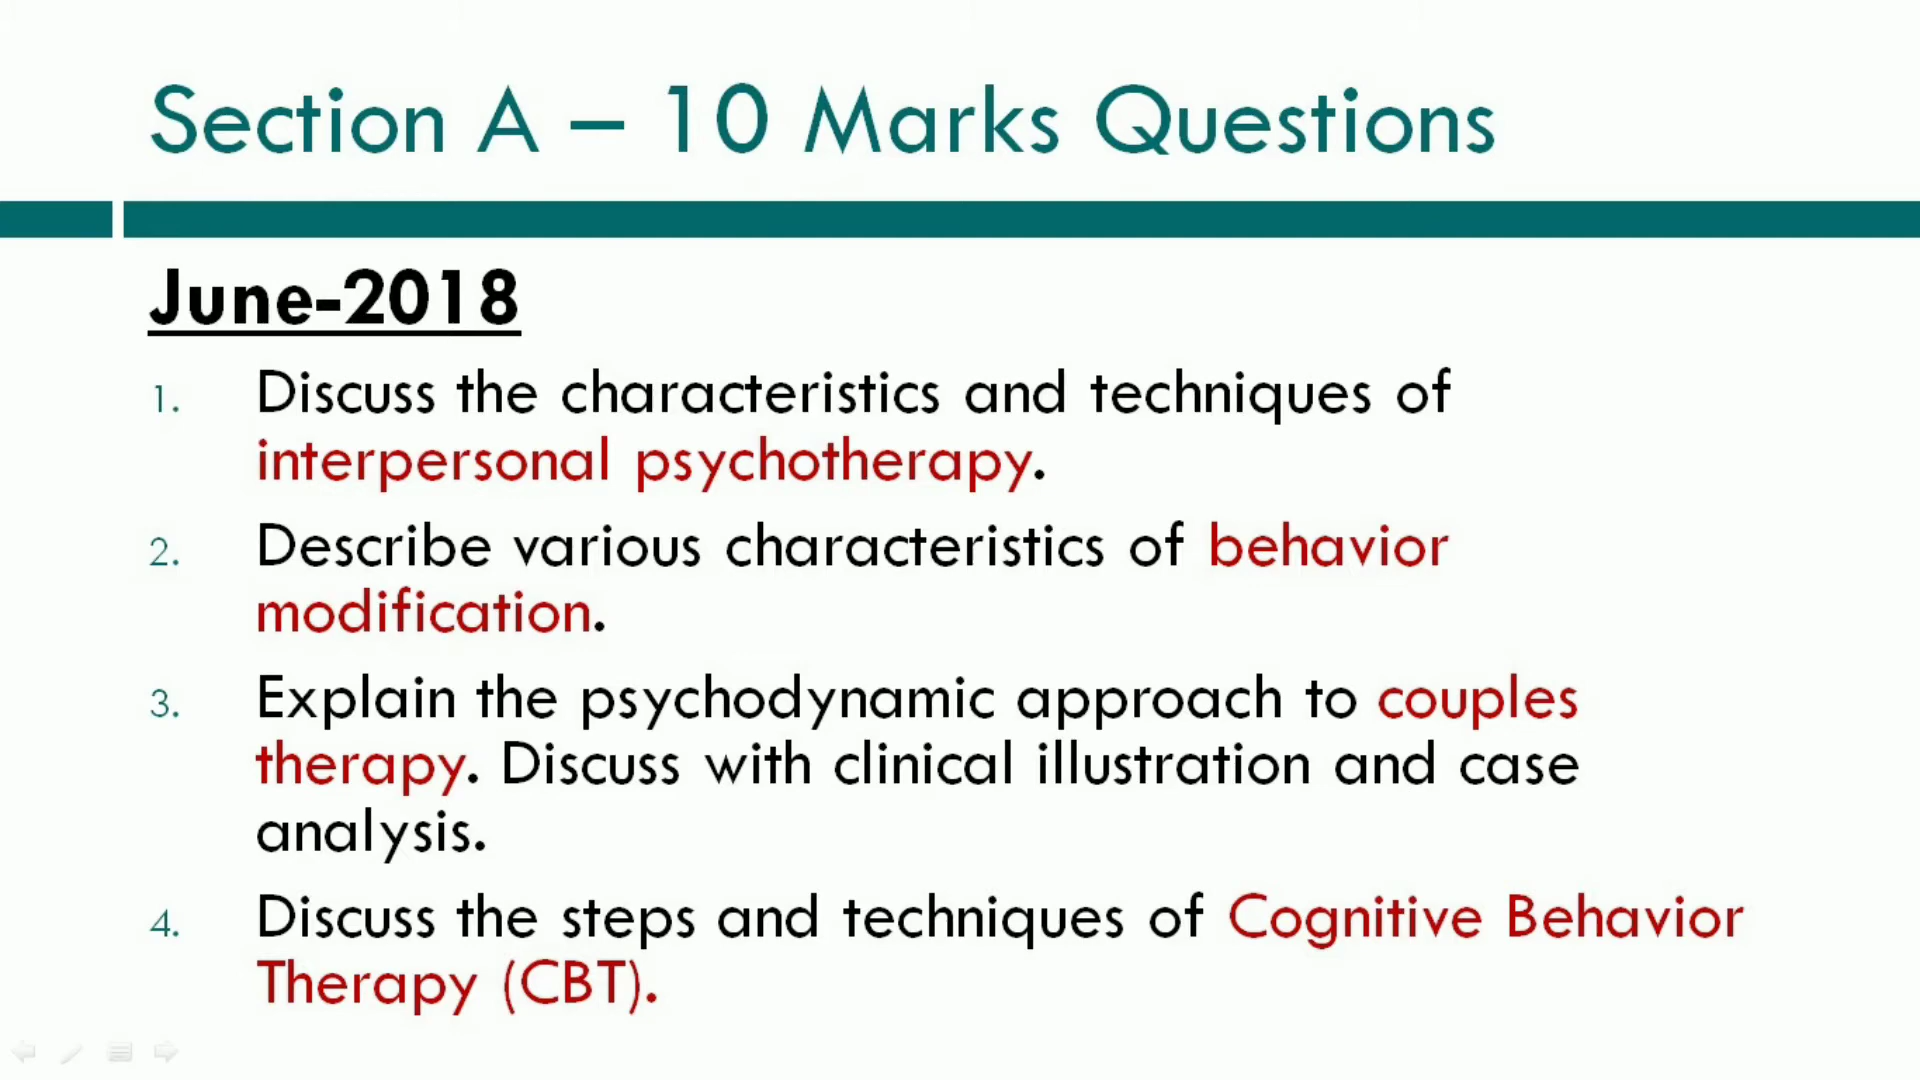 Section A – 10 Marks Questions
June-2018
1. Discuss the characteristics and techniques of
interpersonal psychotherapy.
2. Describe various characteristics of behavior
modification.
3. Explain the psychodynamic approach to couples
therapy. Discuss with clinical illustration and case
analysis.
4. Discuss the steps and techniques of Cognitive Behavior
Therapy (CBT).